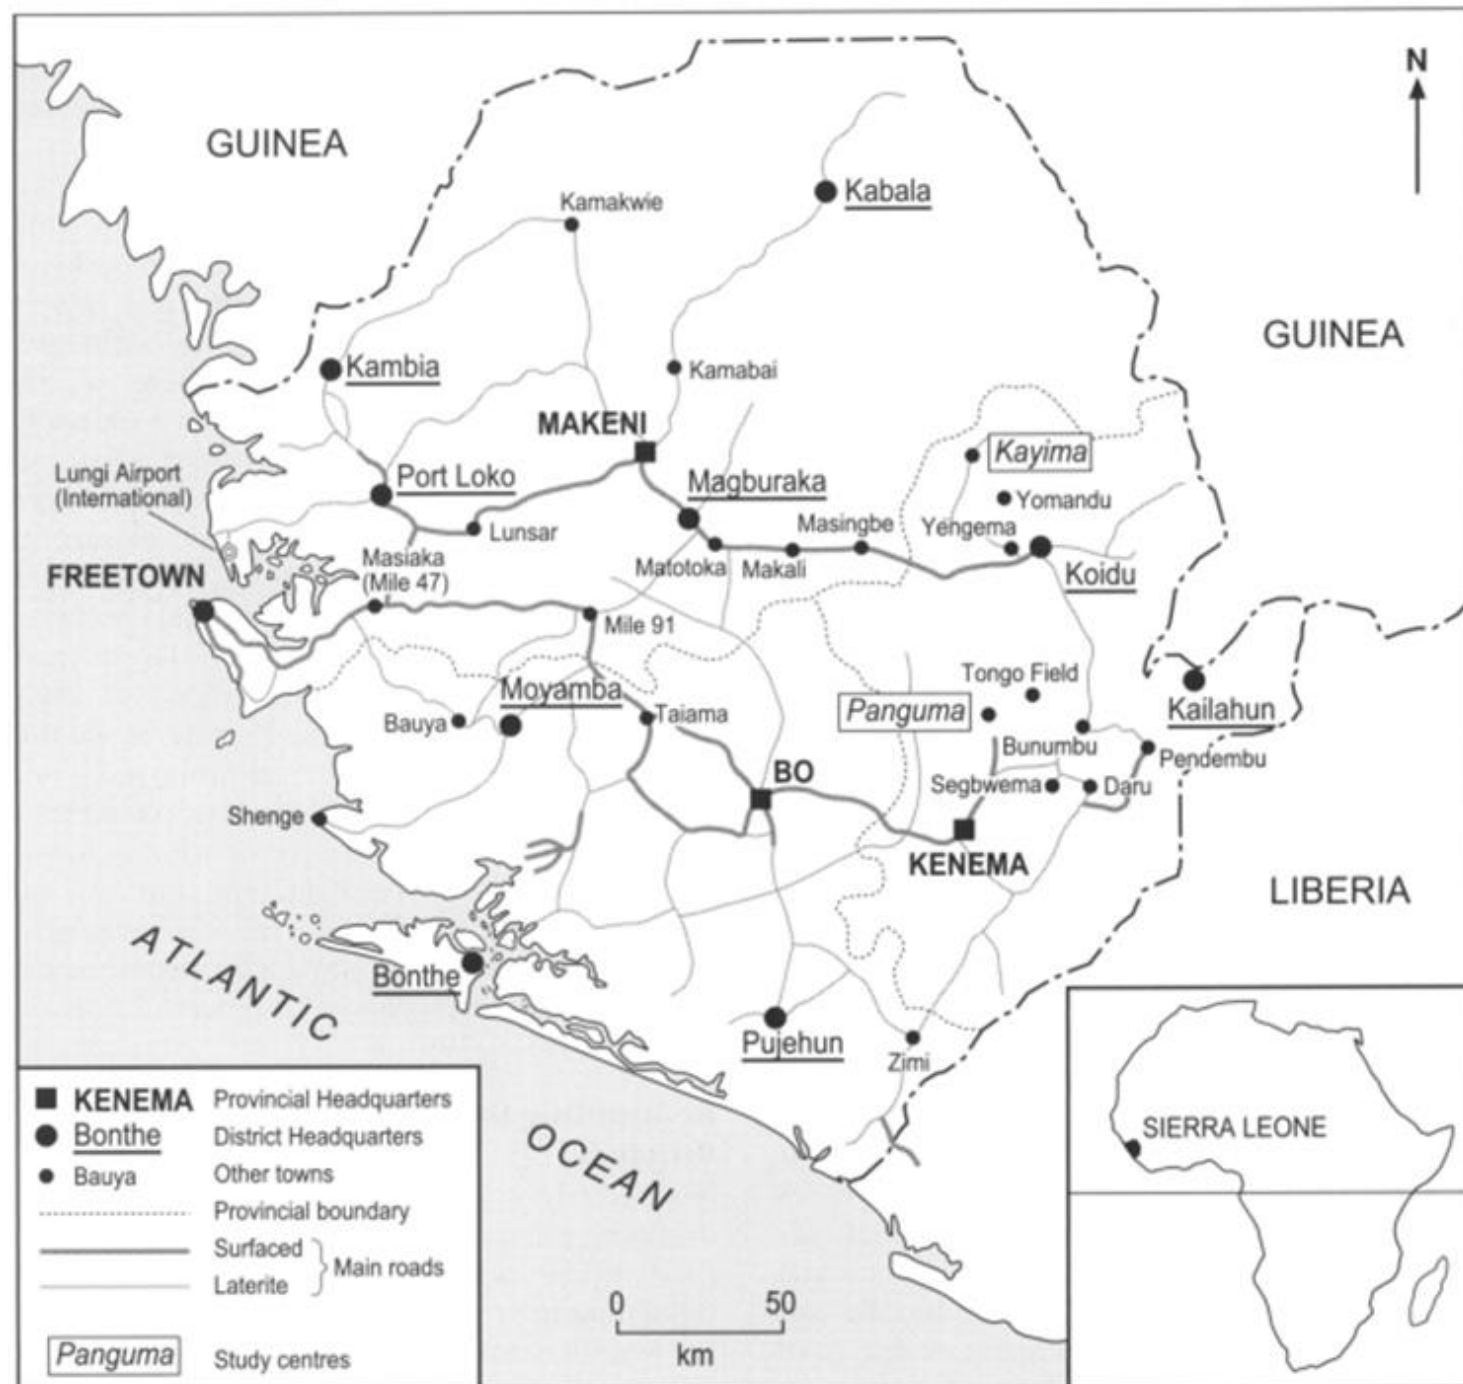 N
GUINEA
Kabala
Kamakwie
GUINEA
Kambia
Kamabai
MAKENI
Kayima
Lungi Airport
(International)
Port Loko
Magburaka
Yomandu
Lunsar
Masingbe
Yengema
Masiaka
(Mile 47)
Matotoka
Makali
Koidu
FREETOWN
Mile 91
Tongo Field
Moyamba
Panguma
Kailahun
Bauya
Taiama
Bunumbu
Pendembu
BO
Segbwema
Daru
Shenge
KENEMA
LIBERIA
ATLANTIC
Bonthe
Pujehun
Zimi
OCEAN
KENEMA Provincial Headquarters
Bonthe District Headquarters
Bauya Other towns
Provincial boundary
Surfaced
Main roads
Laterite
Panguma Study centres
0 50
km
SIERRA LEONE